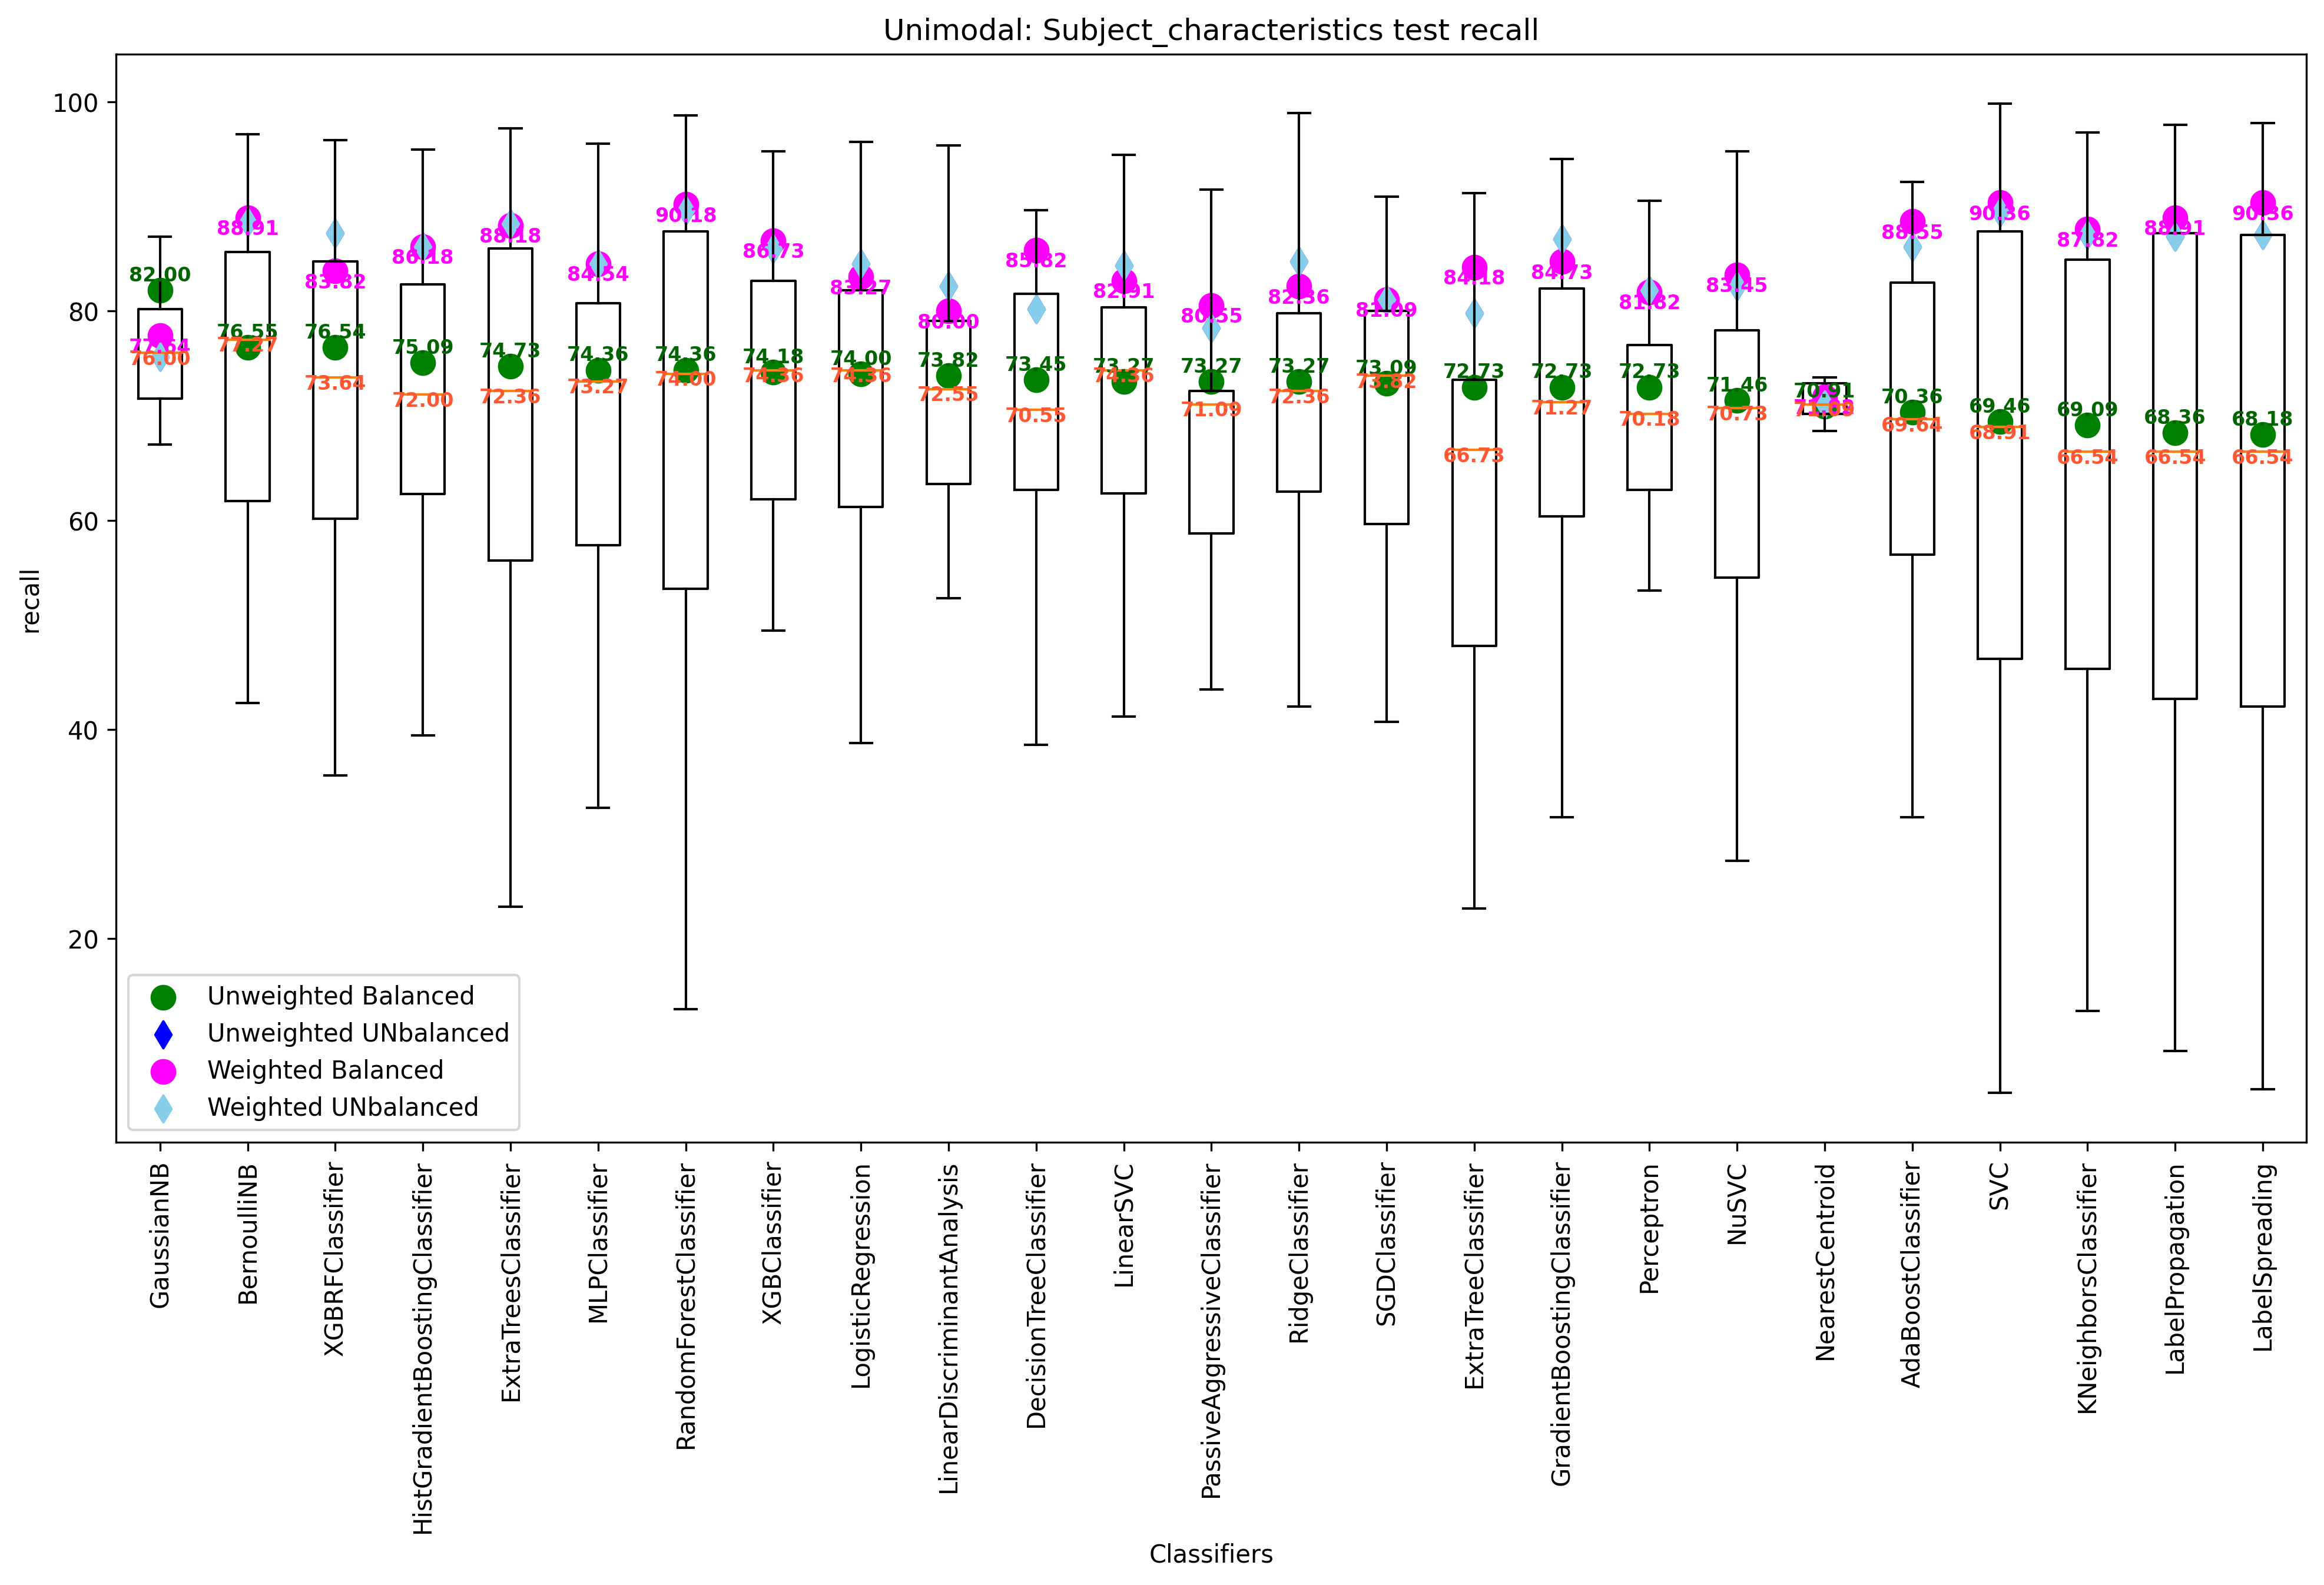 Unimodal: Subject_characteristics test recall
recall
100
80
60
40
20
82.00
77.64
76.00
88.91
76.55
77.27
83.82
76.54
73.64
86.18
75.09
72.00
88.18
74.73
72.36
84.54
74.36
73.27
90.18
74.36
74.00
86.73
74.18
74.36
83.27
74.00
74.36
80.00
73.82
72.55
85.82
73.45
70.55
82.91
73.27
74.36
80.55
73.27
71.09
82.36
73.27
72.36
81.09
73.09
73.82
84.18
72.73
66.73
84.73
72.73
71.27
81.82
72.73
70.18
83.45
71.46
70.73
70.91
88.55
70.36
69.64
90.36
69.46
68.91
87.82
69.09
66.54
88.91
68.36
66.54
90.36
68.18
66.54
Unweighted Balanced
Unweighted UNbalanced
Weighted Balanced
Weighted UNbalanced
GaussianNB
BernoulliNB
XGBRFClassifier
HistGradientBoostingClassifier
ExtraTreesClassifier
MLPClassifier
RandomForestClassifier
XGBClassifier
LogisticRegression
LinearDiscriminantAnalysis
DecisionTreeClassifier
LinearSVC
PassiveAggressiveClassifier
RidgeClassifier
SGDClassifier
ExtraTreeClassifier
GradientBoostingClassifier
Perceptron
NuSVC
NearestCentroid
AdaBoostClassifier
SVC
KNeighborsClassifier
LabelPropagation
LabelSpreading
Classifiers